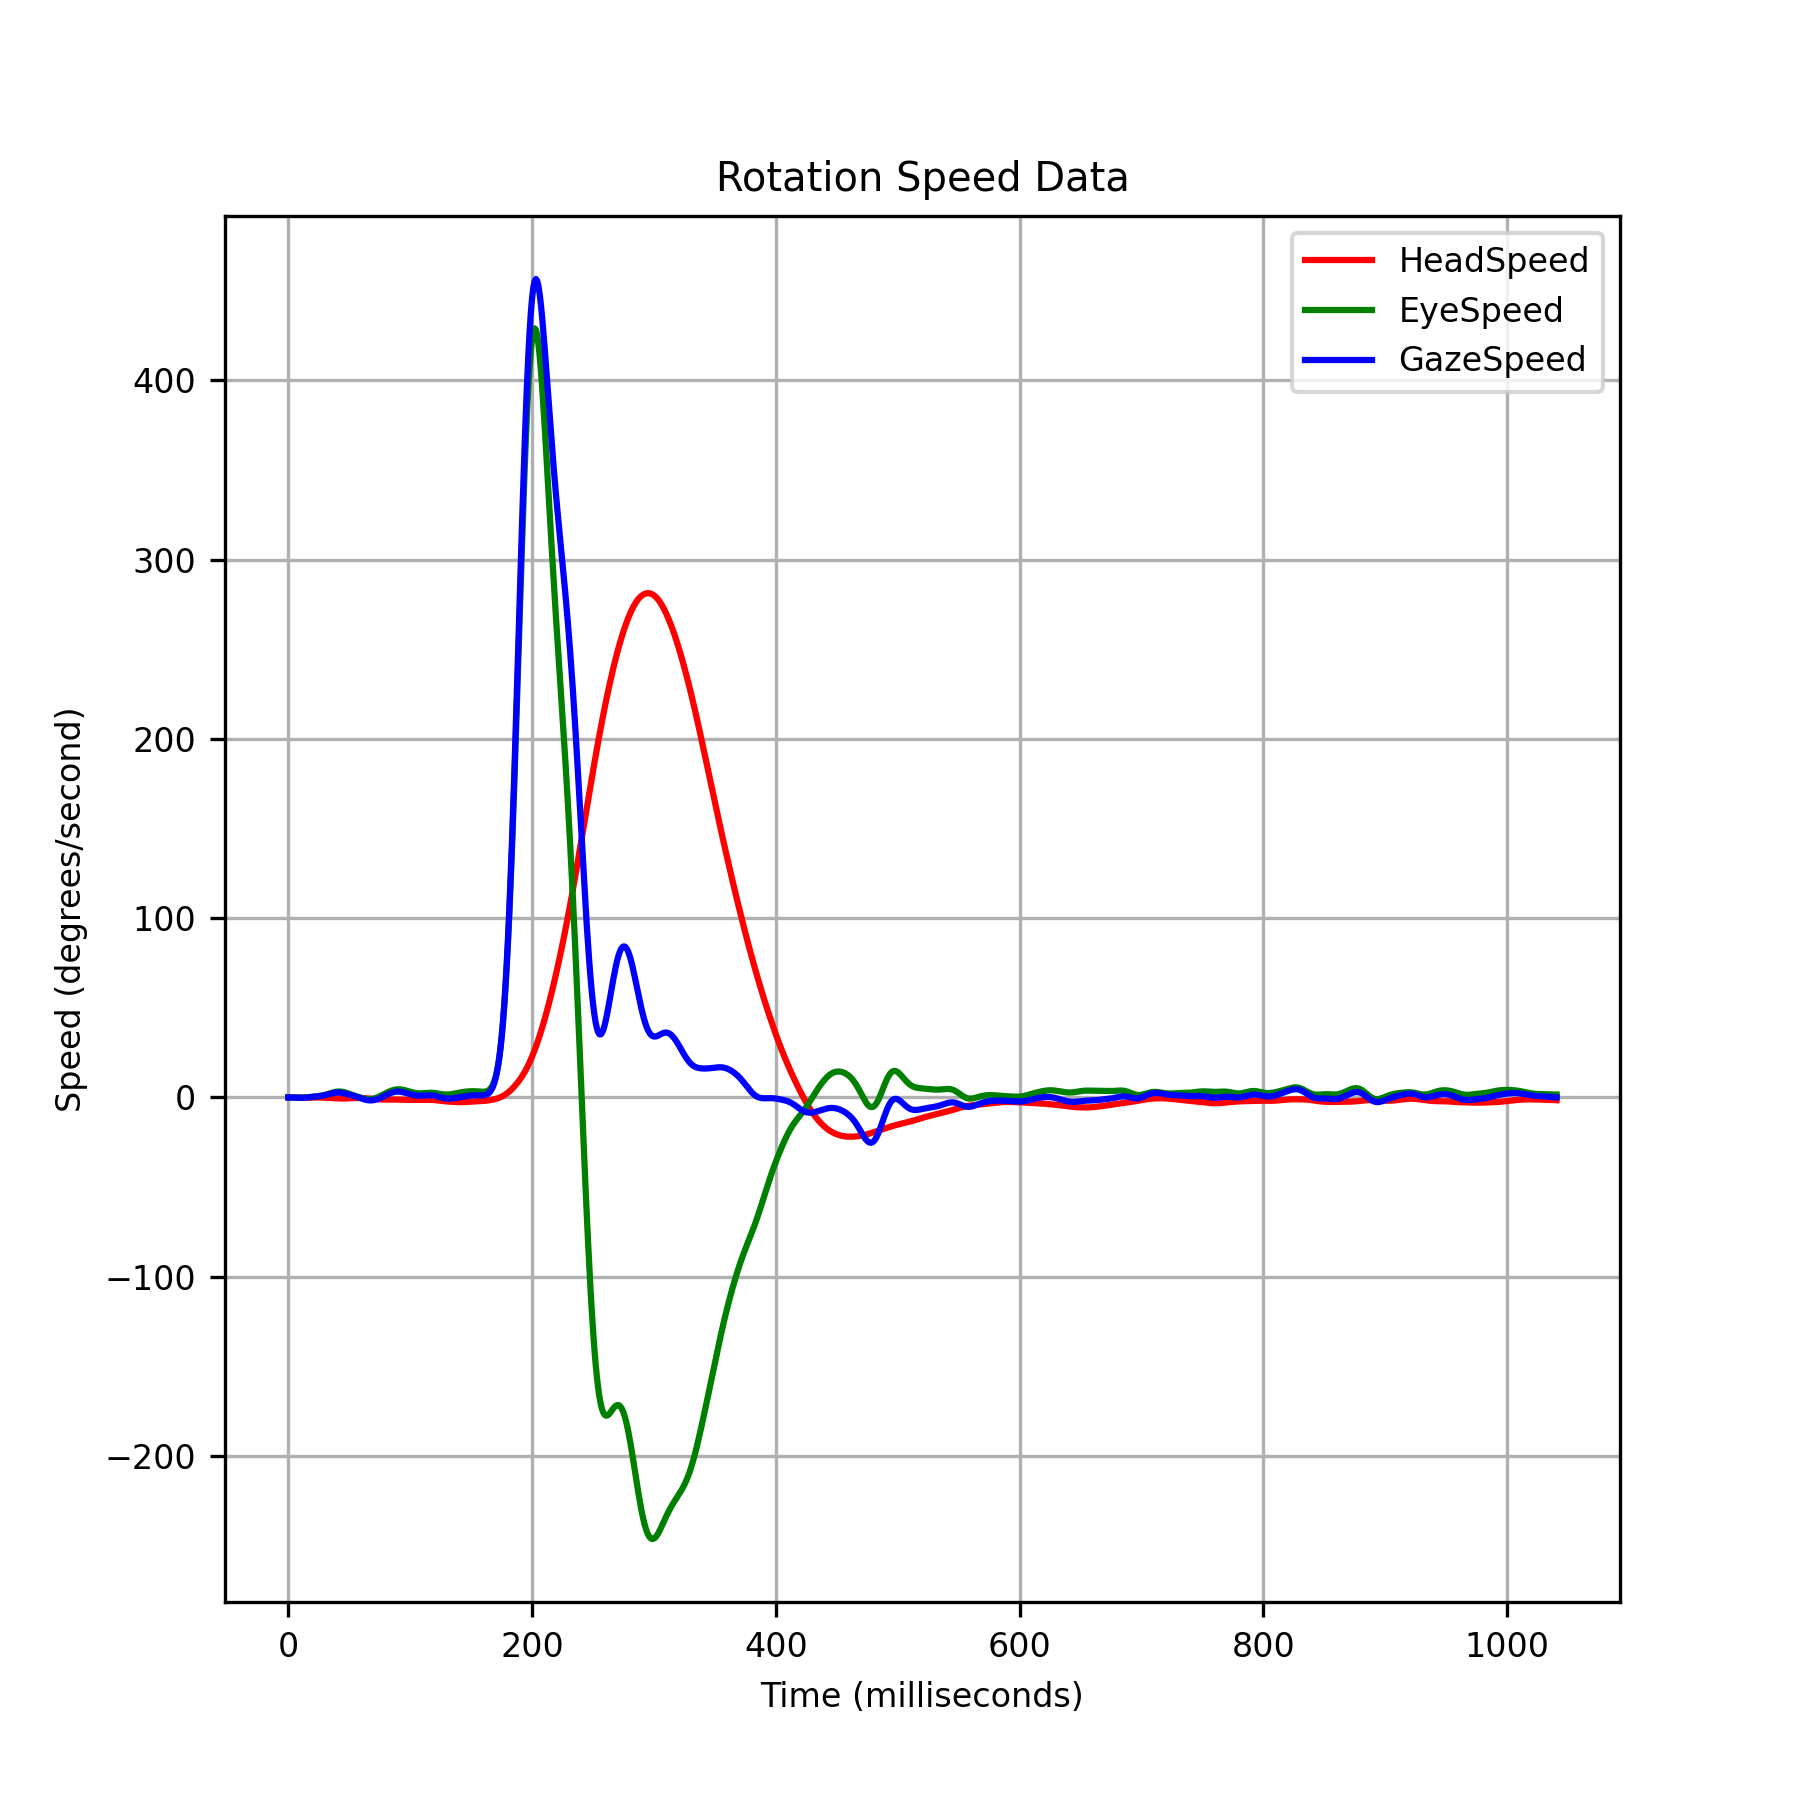 Rotation Speed Data
HeadSpeed
EyeSpeed
GazeSpeed
Speed (degrees/second)
400
300
200
100
0
−100
−200
0 200 400 600 800 1000
Time (milliseconds)